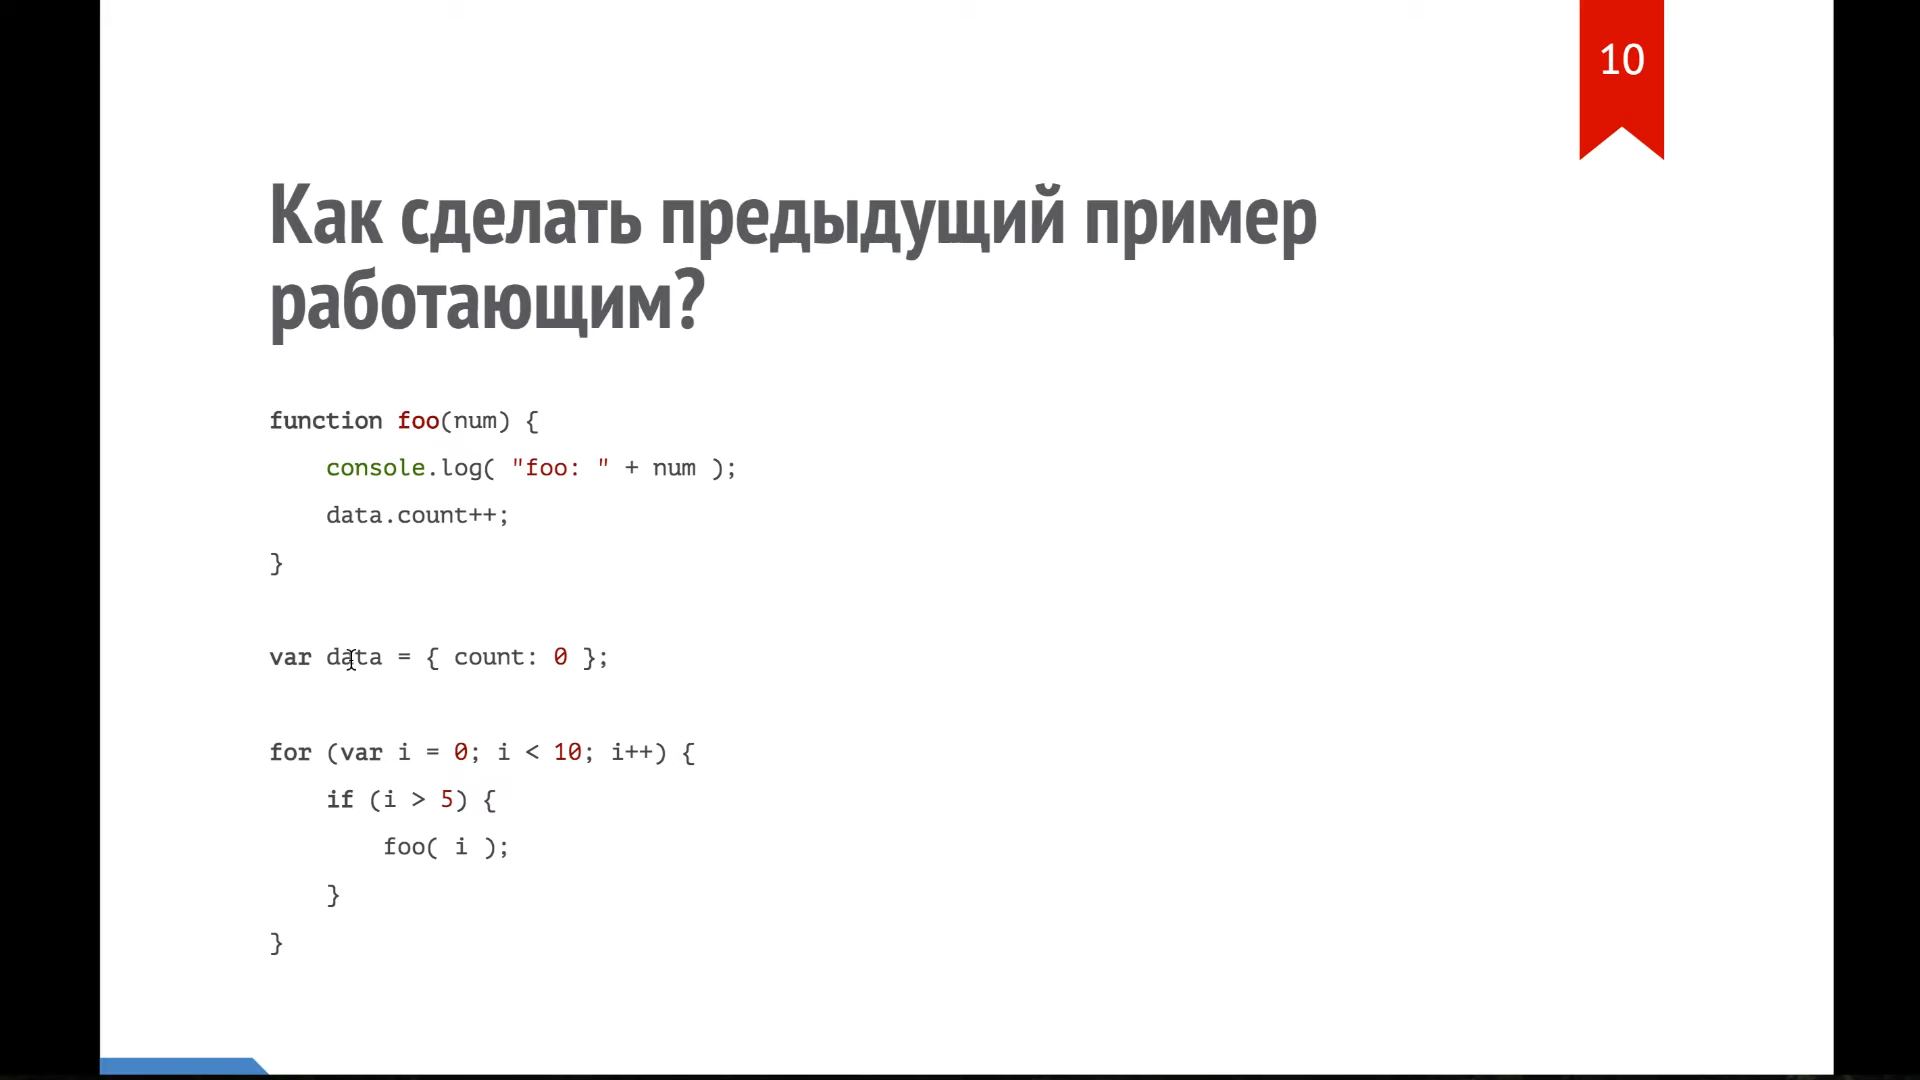 10
Как сделать предыдущий пример
работающим?
function foo(num) {
    console.log( "foo: " + num );
    data.count++;
}
var data = { count: 0 };
for (var i = 0; i < 10; i++) {
    if (i > 5) {
        foo( i );
    }
}